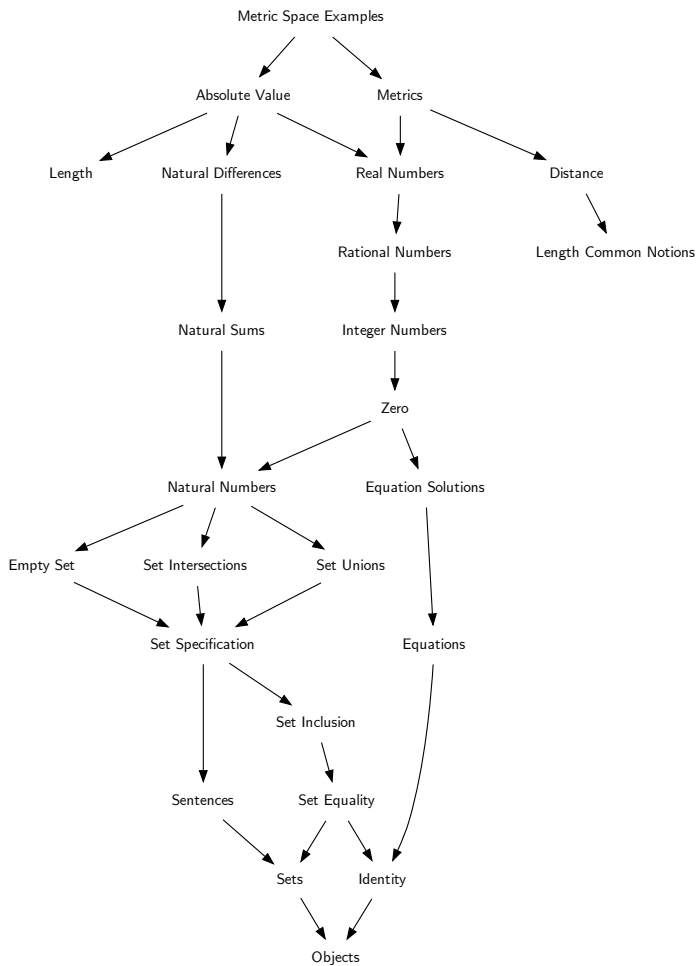 Metric Space Examples
Absolute Value
Metrics
Length
Natural Differences
Real Numbers
Distance
Rational Numbers
Length Common Notions
Natural Sums
Integer Numbers
Zero
Natural Numbers
Equation Solutions
Empty Set
Set Intersections
Set Unions
Set Specification
Equations
Set Inclusion
Sentences
Set Equality
Sets
Identity
Objects